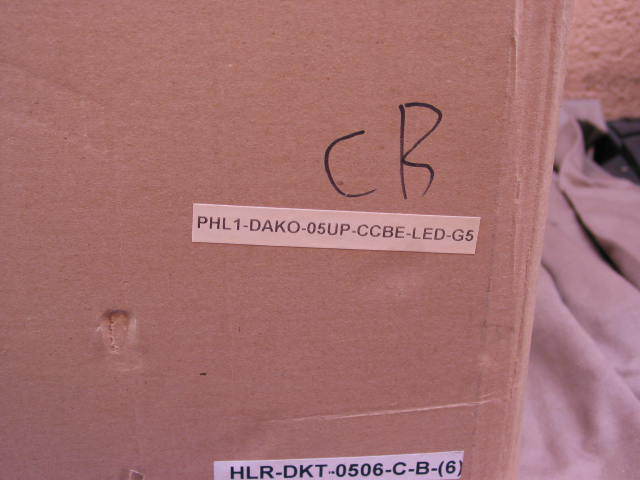 CB
PHL1-DAKO-05UP-CCBE-LED-G5
HLR-DKT-0506-C-B-(6)